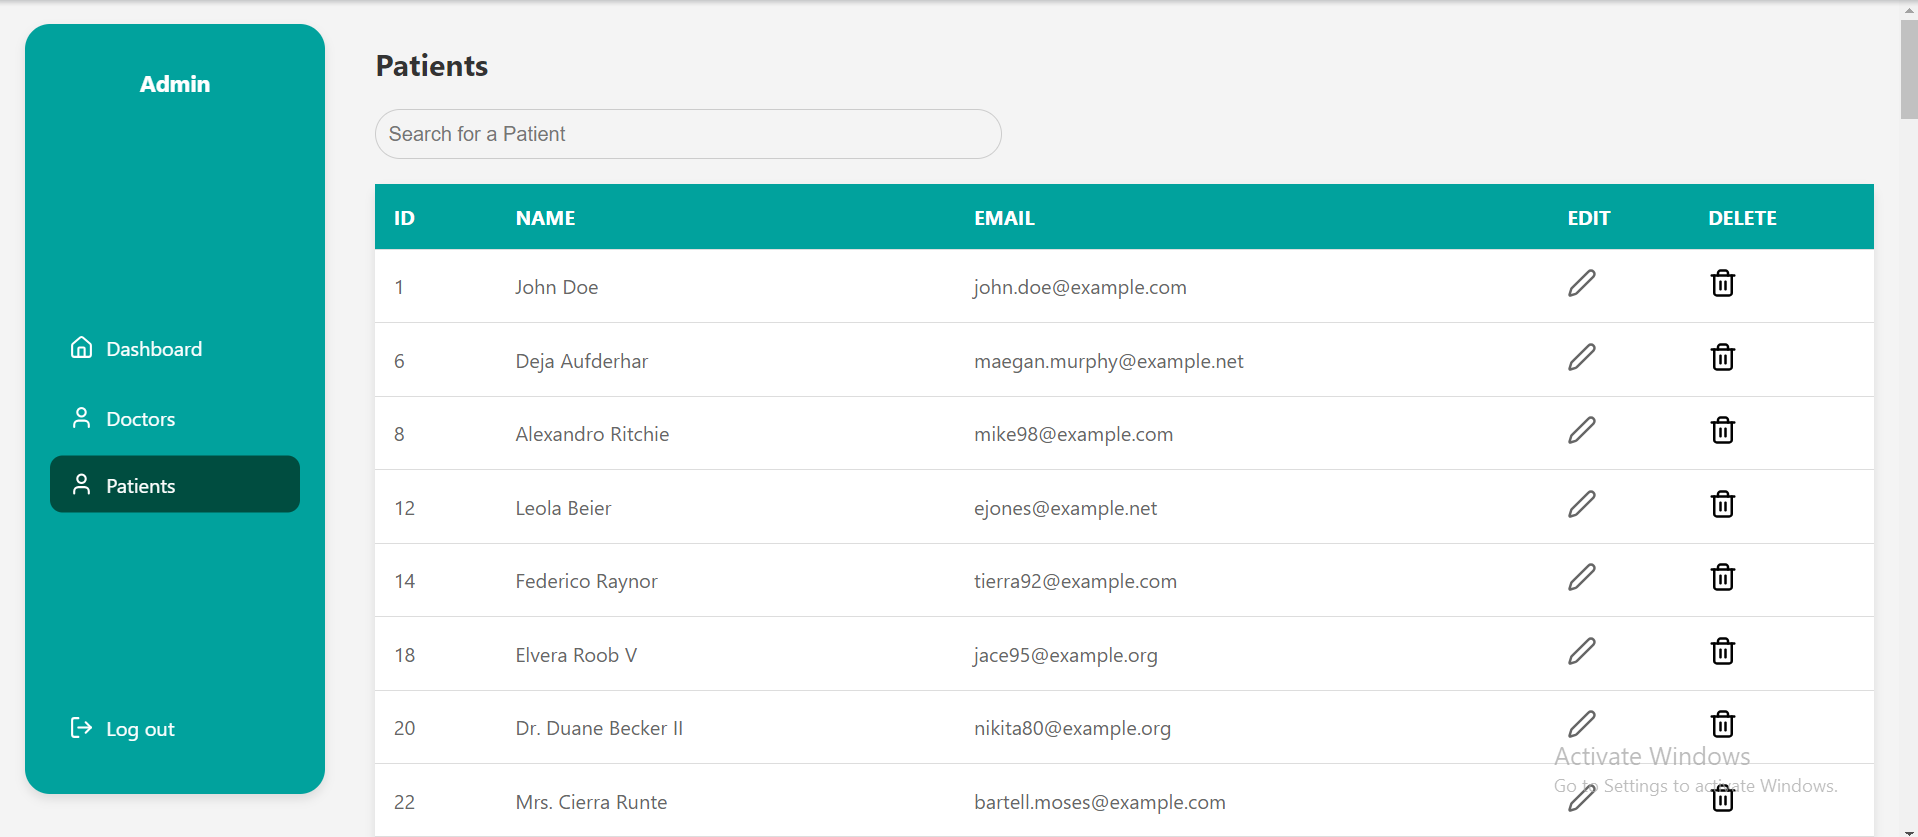 Admin
Dashboard
Doctors
Patients
Log out
Patients
Search for a Patient
ID NAME EMAIL EDIT DELETE
1 John Doe john.doe@example.com
6 Deja Aufderhar maegan.murphy@example.net
8 Alexandro Ritchie mike98@example.com
12 Leola Beier ejones@example.net
14 Federico Raynor tierra92@example.com
18 Elvera Roob V jace95@example.org
20 Dr. Duane Becker II nikita80@example.org
22 Mrs. Cierra Runte bartell.moses@example.com
Activate Windows
Go to Settings to activate Windows.